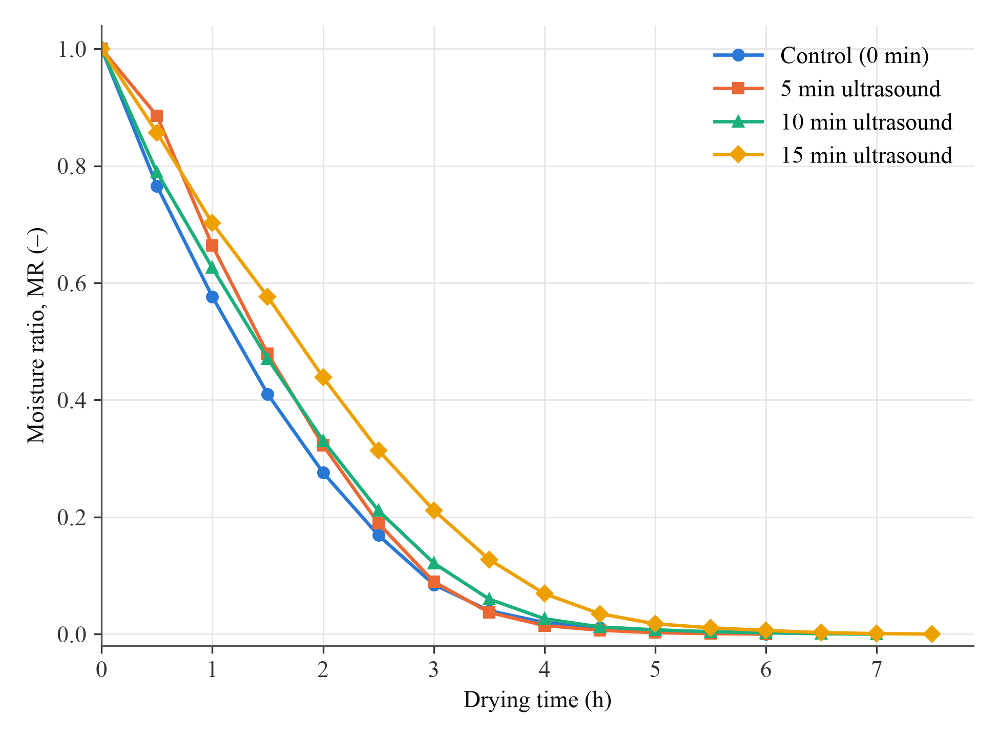 1.0
0.8
0.6
0.4
0.2
0.0
Moisture ratio, MR (−)
0 1 2 3 4 5 6 7
Drying time (h)
Control (0 min)
5 min ultrasound
10 min ultrasound
15 min ultrasound